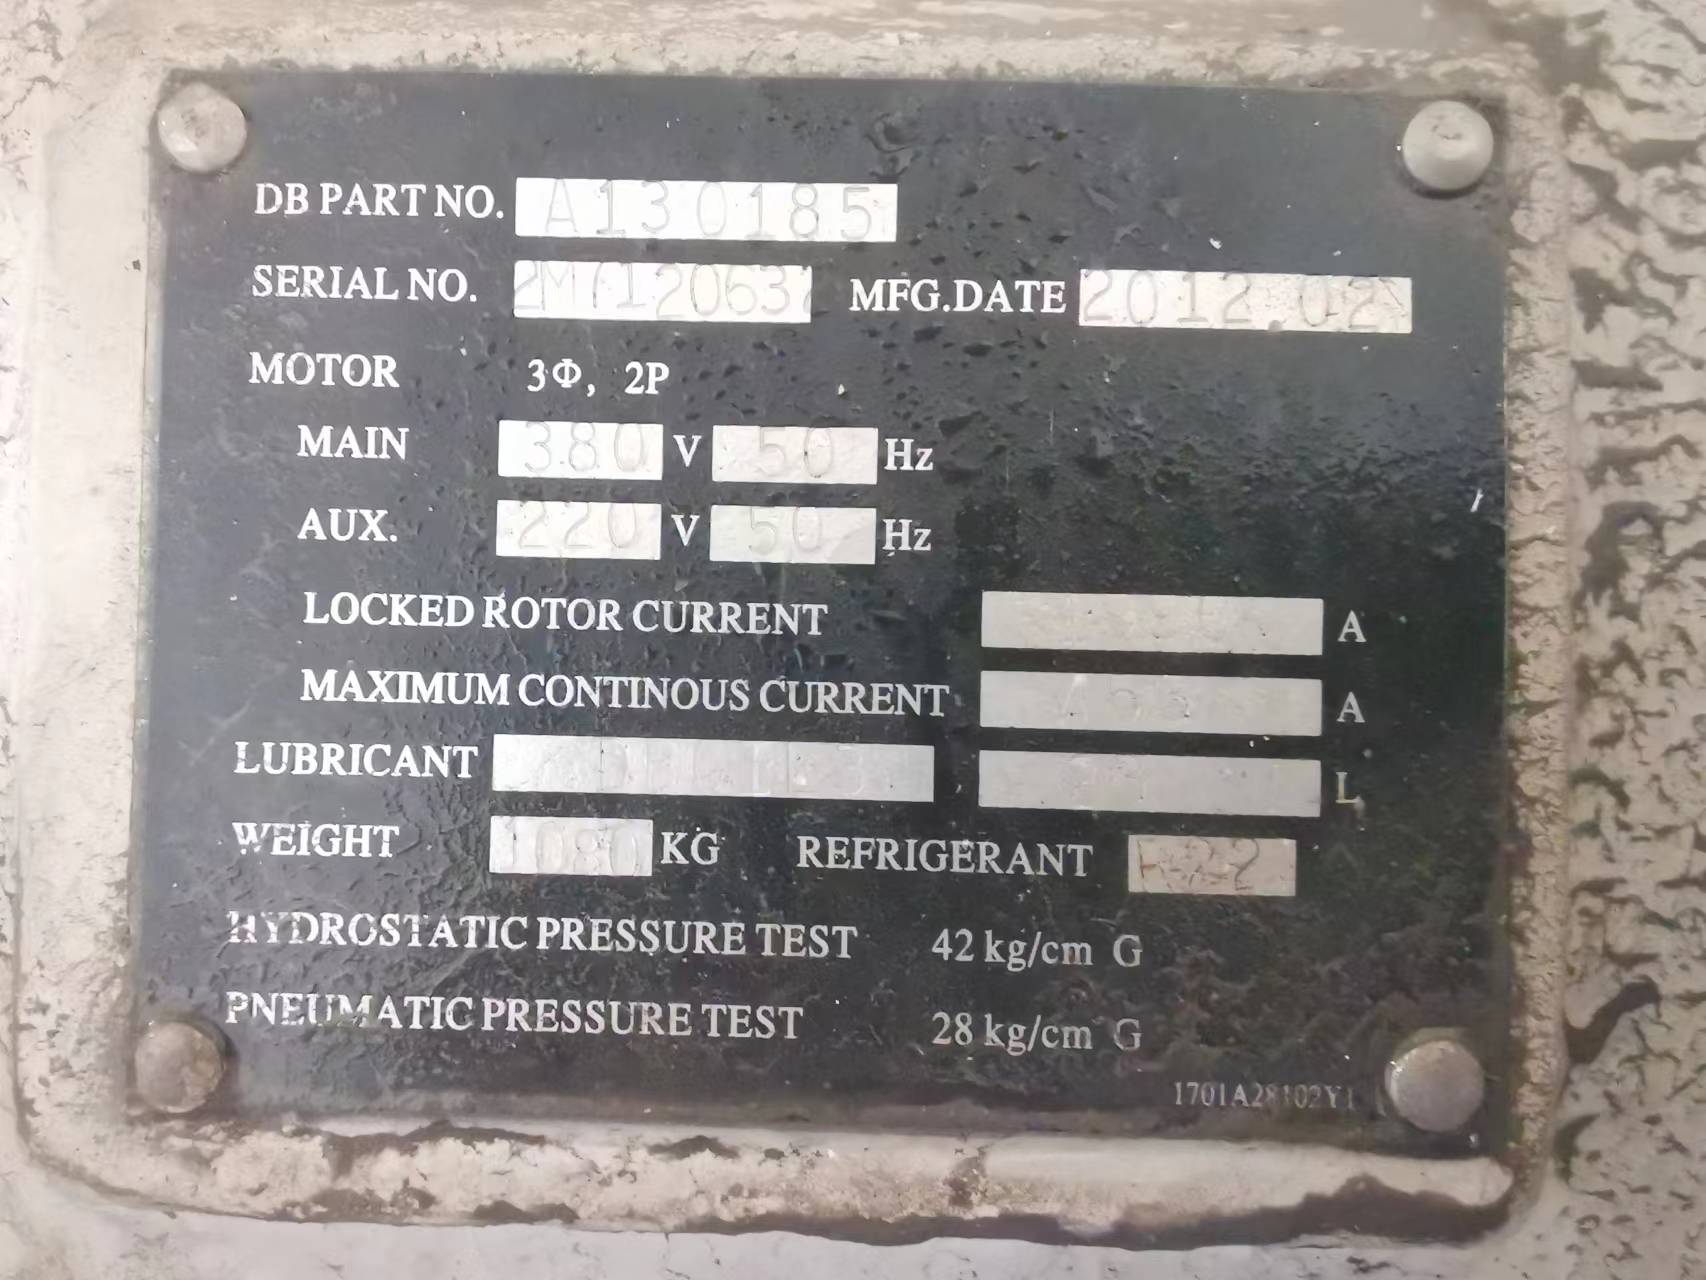 DB PART NO. A130185
SERIAL NO. MFG.DATE 2012.02
MOTOR 3Φ, 2P
MAIN 380 V 50 Hz
AUX. 220 V 50 Hz
LOCKED ROTOR CURRENT A
MAXIMUM CONTINOUS CURRENT A
LUBRICANT L
WEIGHT 1080 KG REFRIGERANT R-22
HYDROSTATIC PRESSURE TEST 42 kg/cm G
PNEUMATIC PRESSURE TEST 28 kg/cm G
1701A28102Y1